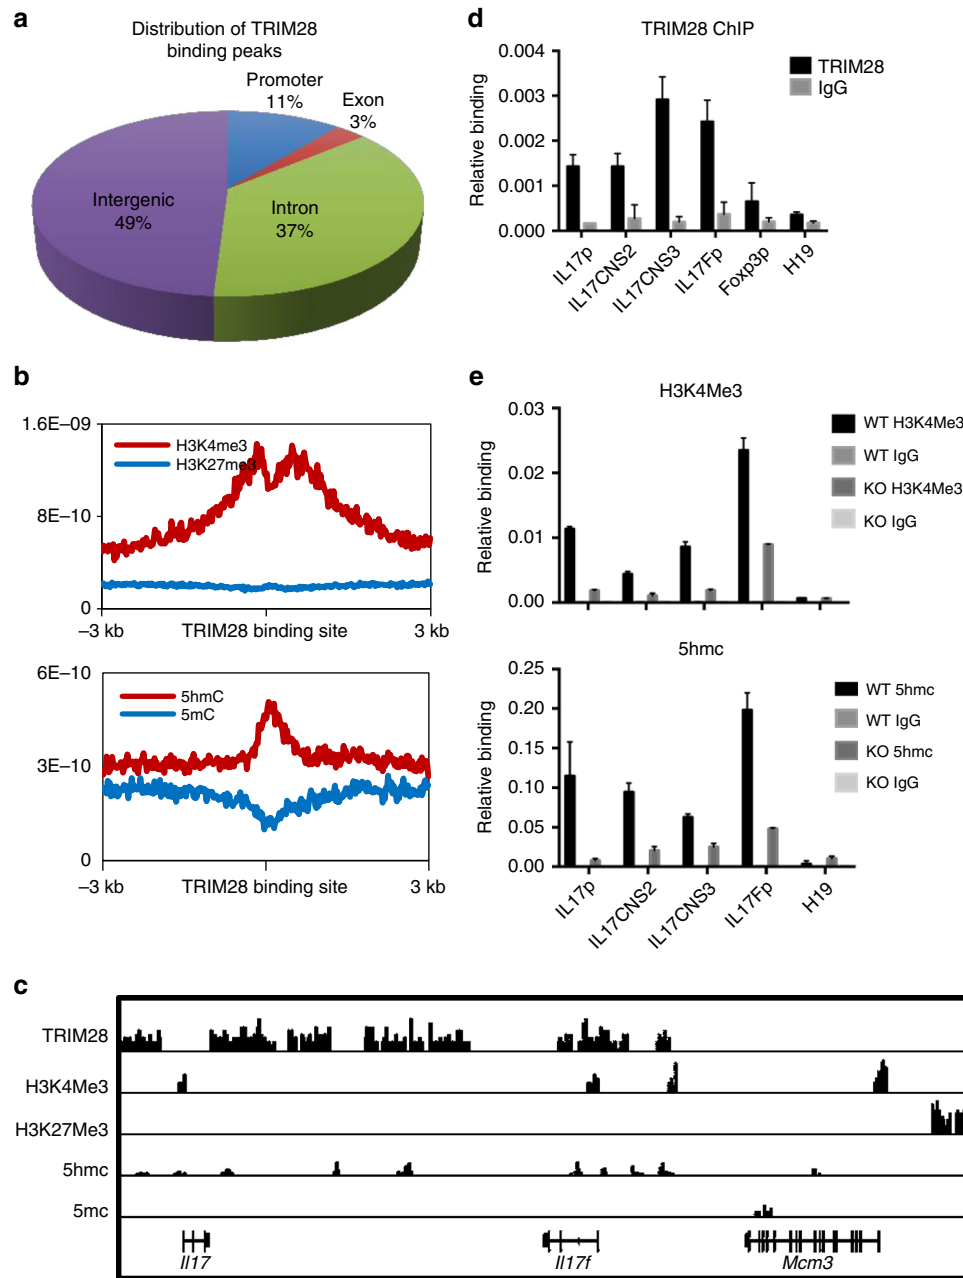 a
Distribution of TRIM28
binding peaks
Promoter
11%
Exon
3%
Intergenic
49%
Intron
37%
b
1.6E–09
8E–10
0
H3K4me3
H3K27me3
–3 kb
TRIM28 binding site
3 kb
6E–10
3E–10
0
5hmC
5mC
–3 kb
TRIM28 binding site
3 kb
d
TRIM28 ChIP
Relative binding
0.004
0.003
0.002
0.001
0.000
TRIM28
IgG
IL17p
IL17CNS2
IL17CNS3
IL17Fp
Foxp3p
H19
e
H3K4Me3
Relative binding
0.03
0.02
0.01
0.00
WT H3K4Me3
WT IgG
KO H3K4Me3
KO IgG
5hmc
Relative binding
0.25
0.20
0.15
0.10
0.05
0.00
WT 5hmc
WT IgG
KO 5hmc
KO IgG
IL17p
IL17CNS2
IL17CNS3
IL17Fp
H19
c
TRIM28
H3K4Me3
H3K27Me3
5hmc
5mc
Il17
Il17f
Mcm3